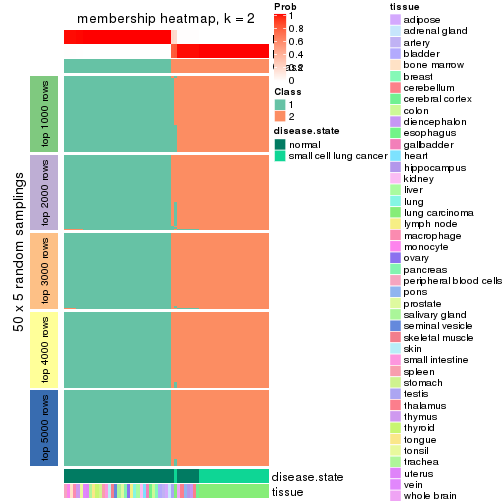 membership heatmap, k = 2
50 x 5 random samplings
top 1000 rows
top 2000 rows
top 3000 rows
top 4000 rows
top 5000 rows
disease.state
tissue
Prob
1
0.8
0.6
0.4
0.2
0
Class
1
2
disease.state
normal
small cell lung cancer
tissue
adipose
adrenal gland
artery
bladder
bone marrow
breast
cerebellum
cerebral cortex
colon
diencephalon
esophagus
gallbladder
heart
hippocampus
kidney
liver
lung
lung carcinoma
lymph node
macrophage
monocyte
ovary
pancreas
peripheral blood cells
pons
prostate
salivary gland
seminal vesicle
skeletal muscle
skin
small intestine
spleen
stomach
testis
thalamus
thymus
thyroid
tongue
tonsil
trachea
uterus
vein
whole brain